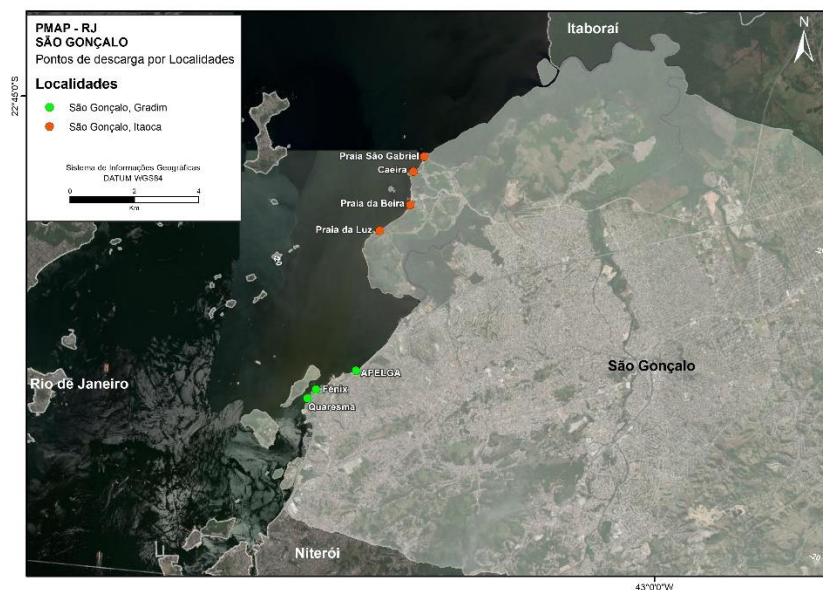 PMAP - RJ
SÃO GONÇALO
Pontos de descarga por Localidades
Localidades
São Gonçalo, Gradim
São Gonçalo, Itaoca
Sistema de Informações Geográficas
DATUM WGS84
0 2 4
Km
22°45'0"S
Itaboraí
N
Praia São Gabriel
Caeira
Praia da Beira
Praia da Luz
São Gonçalo
APELGA
Rio de Janeiro
Fênix
Quaresma
Niterói
43°0'0"W